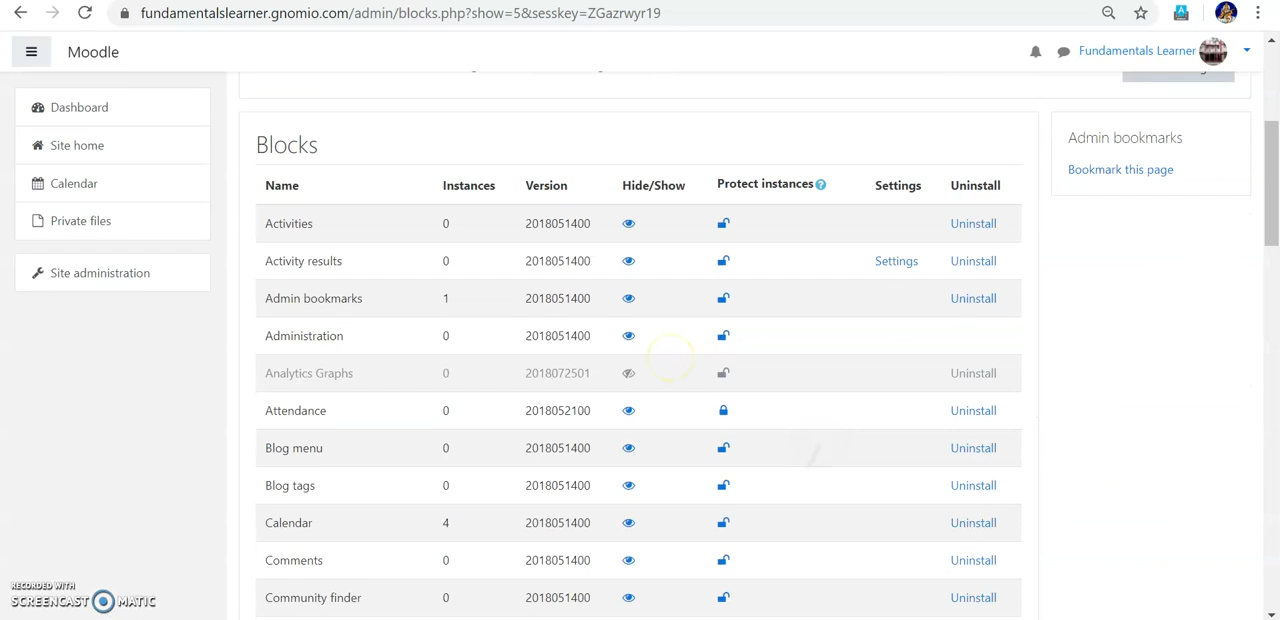 fundamentalslearner.gnomio.com/admin/blocks.php?show=5&sesskey=ZGazrwyr19
Moodle
Fundamentals Learner
Dashboard
Site home
Calendar
Private files
Site administration
Blocks
Name Instances Version Hide/Show Protect instances ? Settings Uninstall
Activities 0 2018051400 Uninstall
Activity results 0 2018051400 Settings Uninstall
Admin bookmarks 1 2018051400 Uninstall
Administration 0 2018051400
Analytics Graphs 0 2018072501 Uninstall
Attendance 0 2018052100 Uninstall
Blog menu 0 2018051400 Uninstall
Blog tags 0 2018051400 Uninstall
Calendar 4 2018051400 Uninstall
Comments 0 2018051400 Uninstall
Community finder 0 2018051400 Uninstall
Admin bookmarks
Bookmark this page
RECORDED WITH
SCREENCAST MATIC